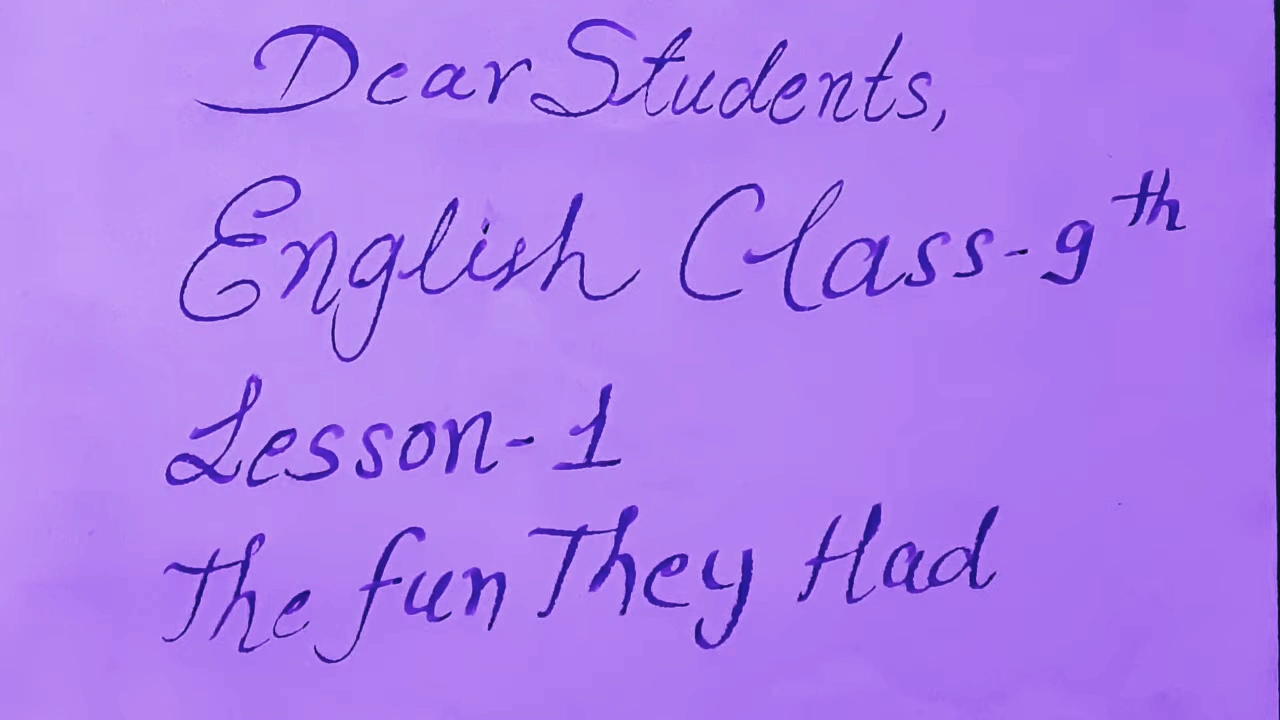 Dear Students,
English Class-9th
Lesson-1
The fun They Had